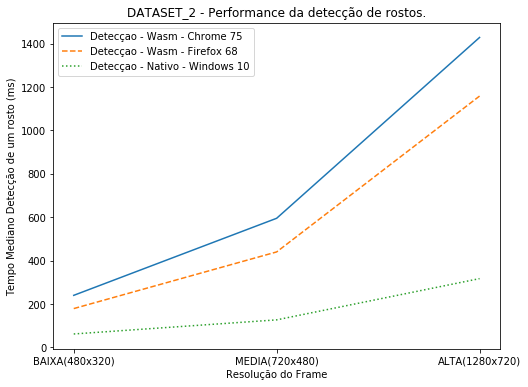 DATASET_2 - Performance da detecção de rostos.
Detecçao - Wasm - Chrome 75
Detecçao - Wasm - Firefox 68
Detecçao - Nativo - Windows 10
Tempo Mediano Detecção de um rosto (ms)
1400
1200
1000
800
600
400
200
0
BAIXA(480x320)
MEDIA(720x480)
ALTA(1280x720)
Resolução do Frame